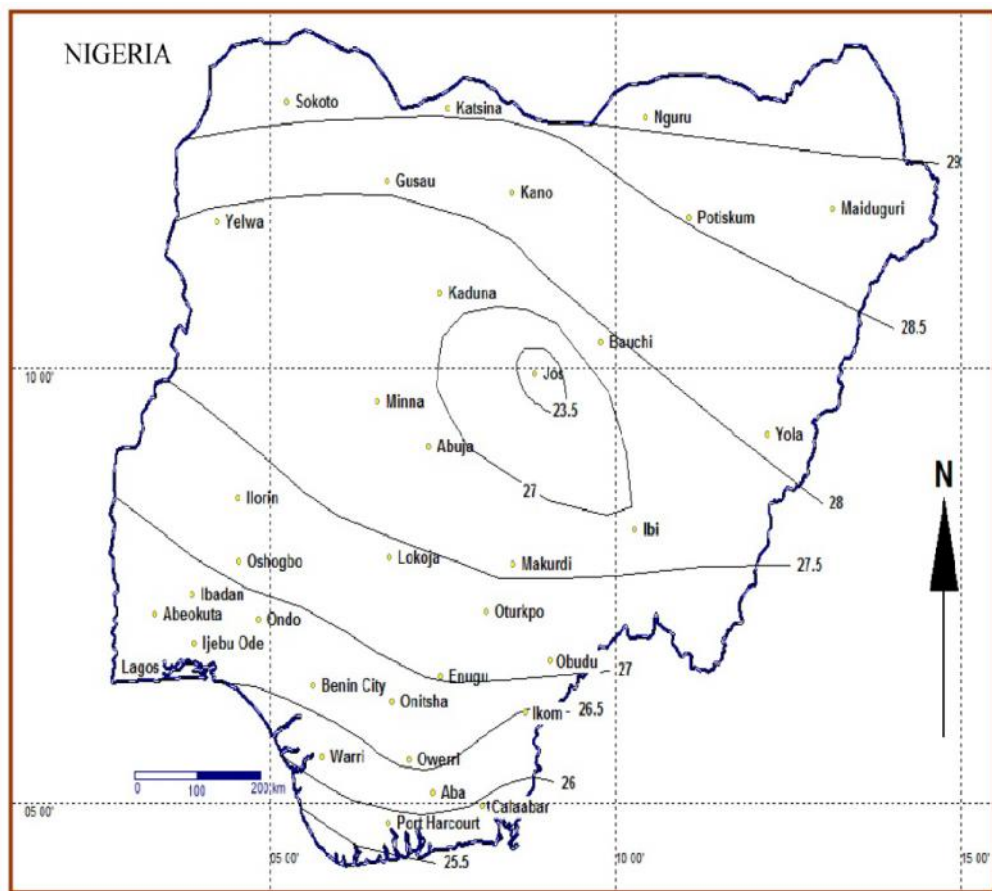 NIGERIA
Sokoto
Katsina
Nguru
29
Gusau
Kano
Potiskum
Maiduguri
Yelwa
Kaduna
28.5
Bauchi
10 00'
Jos
23.5
Minna
Yola
Abuja
N
27
28
Ilorin
Ibi
Oshogbo
Lokoja
Makurdi
27.5
Ibadan
Abeokuta
Ondo
Oturkpo
Ijebu Ode
Lagos
Obudu
27
Enugu
Benin City
Onitsha
Ikom
26.5
Warri
Owerri
0 100 200 km
Aba
26
05 00'
Calaabar
Port Harcourt
25.5
05 00' 10 00' 15 00'